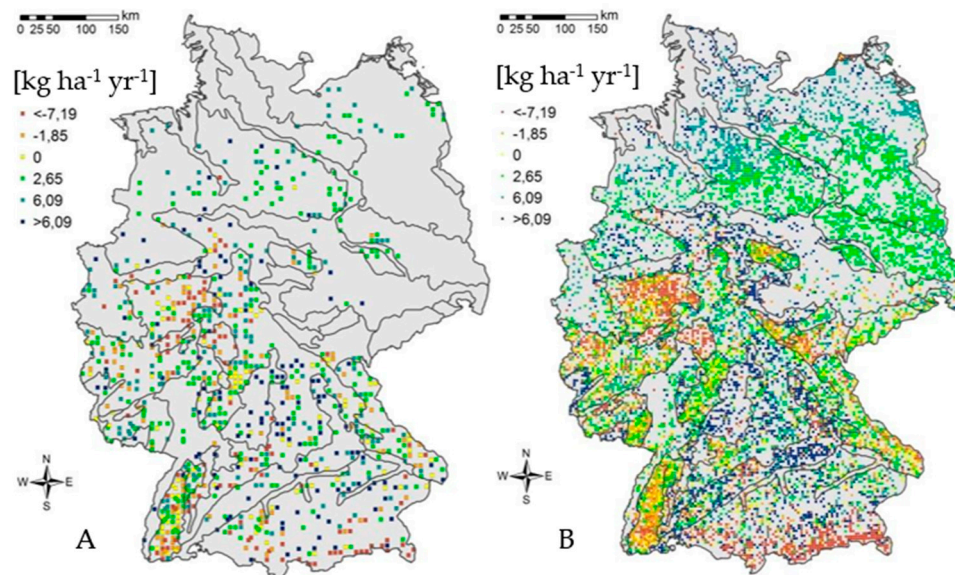 km
0 25 50 100 150
[kg ha⁻¹ yr⁻¹]
<-7,19
-1,85
0
2,65
6,09
>6,09
N
W E
S
A
km
0 25 50 100 150
[kg ha⁻¹ yr⁻¹]
<-7,19
-1,85
0
2,65
6,09
>6,09
N
W E
S
B